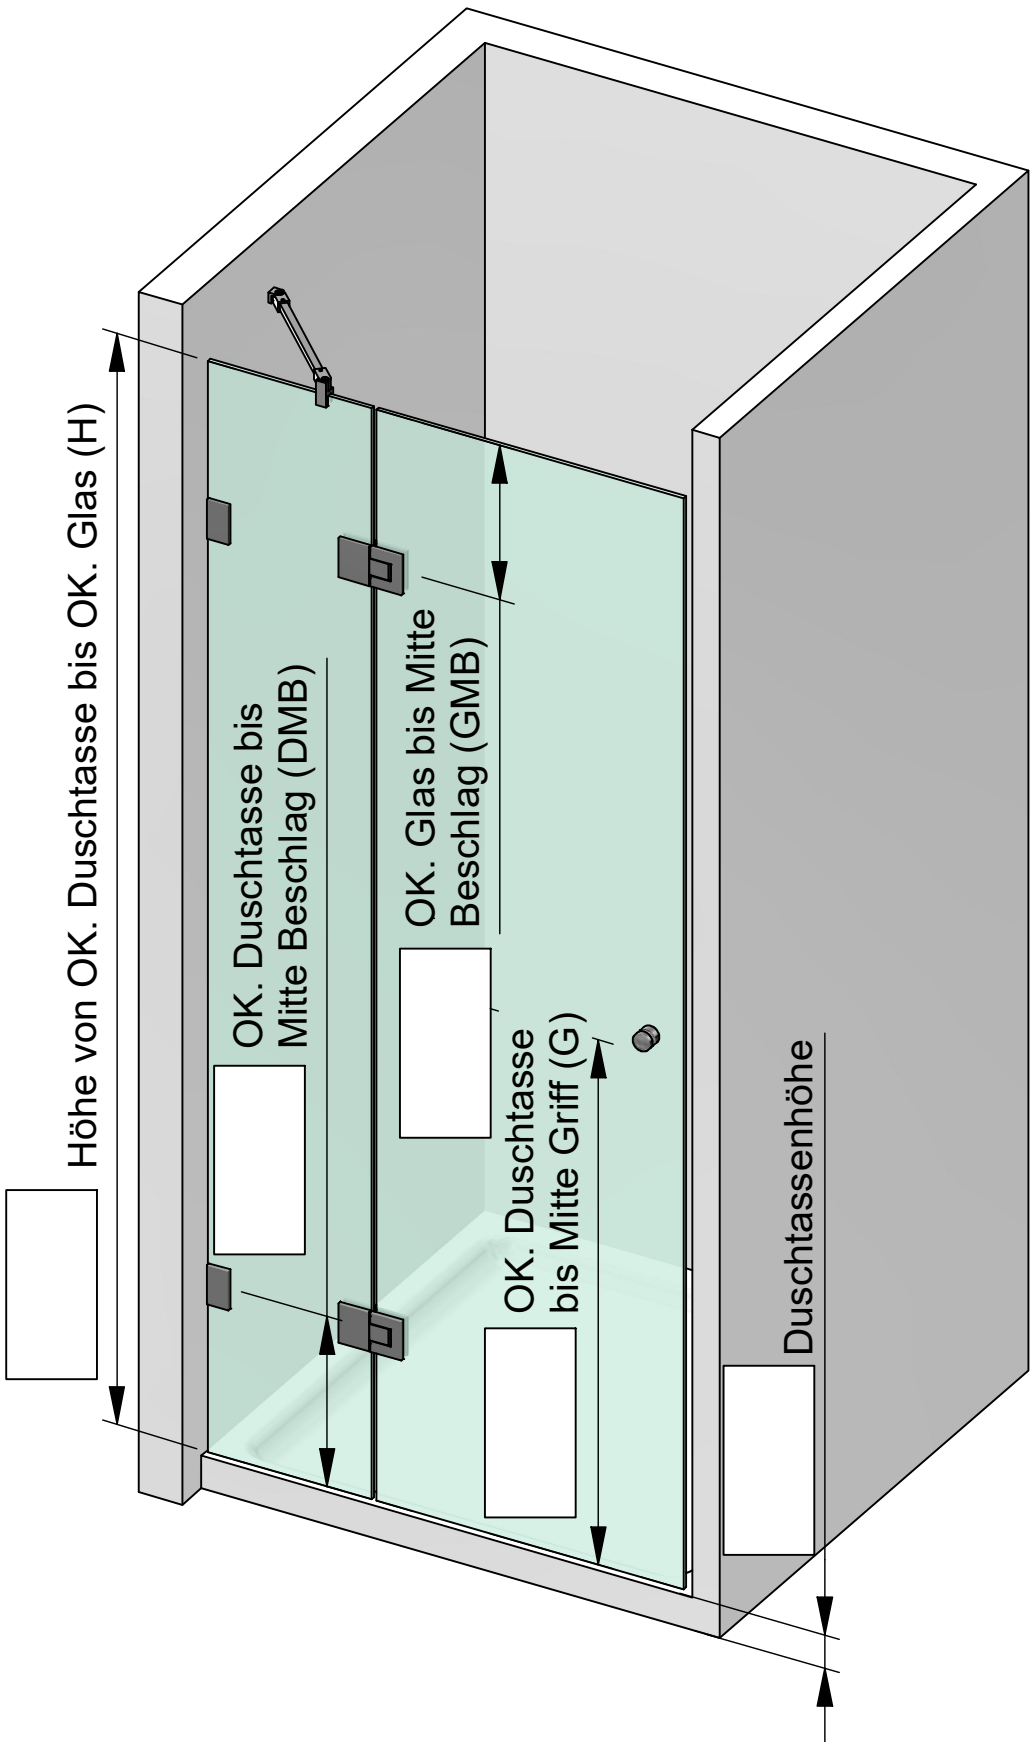 Höhe von OK. Duschtasse bis OK. Glas (H)
OK. Duschtasse bis
Mitte Beschlag (DMB)
OK. Glas bis Mitte
Beschlag (GMB)
OK. Duschtasse
bis Mitte Griff (G)
Duschtassenhöhe